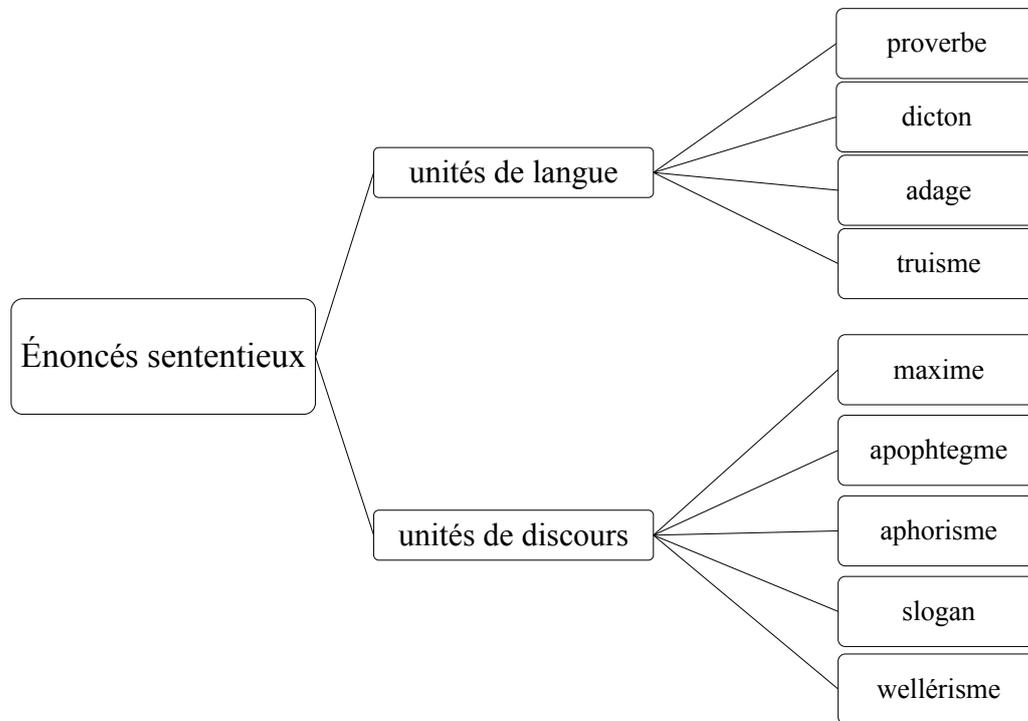 Énoncés sententieux
unités de langue
proverbe
dicton
adage
truisme
unités de discours
maxime
apophtegme
aphorisme
slogan
wellérisme